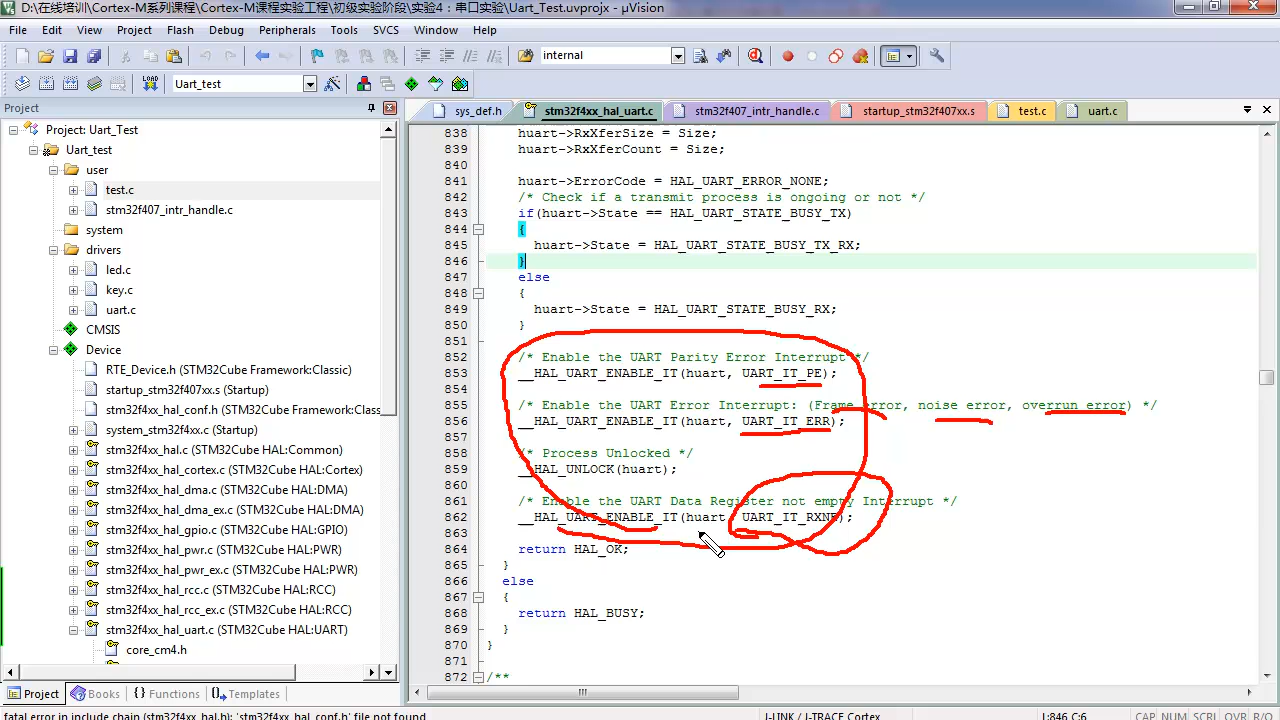 D:\在线培训\Cortex-M系列课程\Cortex-M课程实验工程\初级实验阶段\实验4：串口实验\Uart_Test.uvprojx - µVision
File Edit View Project Flash Debug Peripherals Tools SVCS Window Help
internal
LOAD Uart_test
Project
sys_def.h stm32f4xx_hal_uart.c stm32f407_intr_handle.c startup_stm32f407xx.s test.c uart.c
Project: Uart_Test
Uart_test
user
test.c
stm32f407_intr_handle.c
system
drivers
led.c
key.c
uart.c
CMSIS
Device
RTE_Device.h (STM32Cube Framework:Classic)
startup_stm32f407xx.s (Startup)
stm32f4xx_hal_conf.h (STM32Cube Framework:Class
system_stm32f4xx.c (Startup)
stm32f4xx_hal.c (STM32Cube HAL:Common)
stm32f4xx_hal_cortex.c (STM32Cube HAL:Cortex)
stm32f4xx_hal_dma.c (STM32Cube HAL:DMA)
stm32f4xx_hal_dma_ex.c (STM32Cube HAL:DMA)
stm32f4xx_hal_gpio.c (STM32Cube HAL:GPIO)
stm32f4xx_hal_pwr.c (STM32Cube HAL:PWR)
stm32f4xx_hal_pwr_ex.c (STM32Cube HAL:PWR)
stm32f4xx_hal_rcc.c (STM32Cube HAL:RCC)
stm32f4xx_hal_rcc_ex.c (STM32Cube HAL:RCC)
stm32f4xx_hal_uart.c (STM32Cube HAL:UART)
core_cm4.h
Project Books Functions Templates
838 huart->RxXferSize = Size;
839 huart->RxXferCount = Size;
840
841 huart->ErrorCode = HAL_UART_ERROR_NONE;
842 /* Check if a transmit process is ongoing or not */
843 if(huart->State == HAL_UART_STATE_BUSY_TX)
844 {
845 huart->State = HAL_UART_STATE_BUSY_TX_RX;
846 }
847 else
848 {
849 huart->State = HAL_UART_STATE_BUSY_RX;
850 }
851
852 /* Enable the UART Parity Error Interrupt */
853 __HAL_UART_ENABLE_IT(huart, UART_IT_PE);
854
855 /* Enable the UART Error Interrupt: (Frame error, noise error, overrun error) */
856 __HAL_UART_ENABLE_IT(huart, UART_IT_ERR);
857
858 /* Process Unlocked */
859 __HAL_UNLOCK(huart);
860
861 /* Enable the UART Data Register not empty Interrupt */
862 __HAL_UART_ENABLE_IT(huart, UART_IT_RXNE);
863
864 return HAL_OK;
865 }
866 else
867 {
868 return HAL_BUSY;
869 }
870 }
871
872 /**
fatal error in include chain (stm32f4xx_hal.h): 'stm32f4xx_hal_conf.h' file not found
J-LINK / J-TRACE Cortex L:846 C:6 CAP NUM SCRL OVR R/O